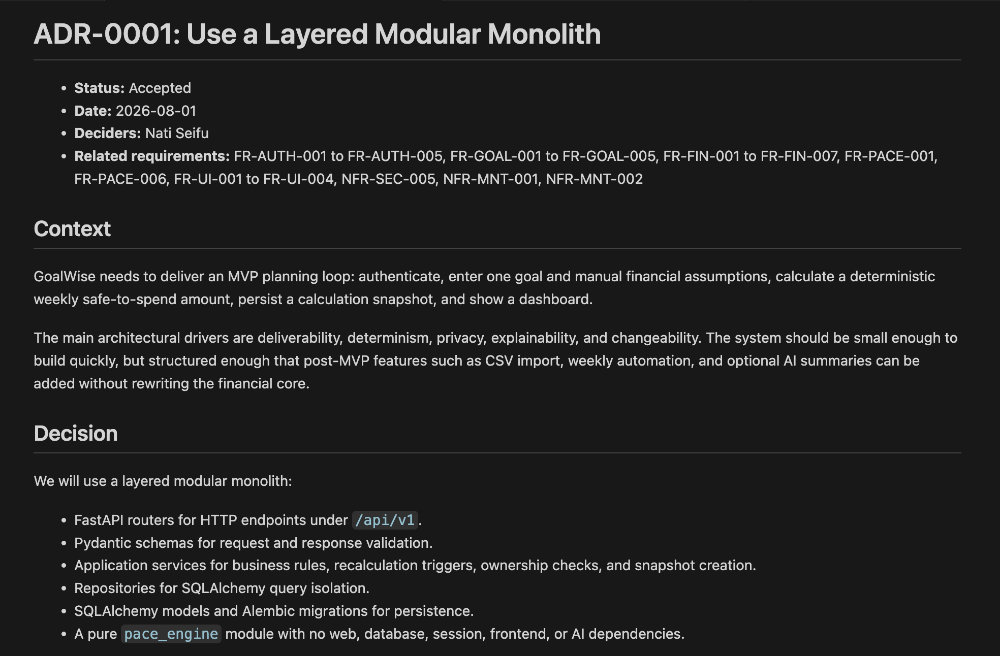 ADR-0001: Use a Layered Modular Monolith
• Status: Accepted
• Date: 2026-08-01
• Deciders: Nati Seifu
• Related requirements: FR-AUTH-001 to FR-AUTH-005, FR-GOAL-001 to FR-GOAL-005, FR-FIN-001 to FR-FIN-007, FR-PACE-001,
FR-PACE-006, FR-UI-001 to FR-UI-004, NFR-SEC-005, NFR-MNT-001, NFR-MNT-002
Context
GoalWise needs to deliver an MVP planning loop: authenticate, enter one goal and manual financial assumptions, calculate a deterministic
weekly safe-to-spend amount, persist a calculation snapshot, and show a dashboard.
The main architectural drivers are deliverability, determinism, privacy, explainability, and changeability. The system should be small enough to
build quickly, but structured enough that post-MVP features such as CSV import, weekly automation, and optional AI summaries can be
added without rewriting the financial core.
Decision
We will use a layered modular monolith:
• FastAPI routers for HTTP endpoints under /api/v1.
• Pydantic schemas for request and response validation.
• Application services for business rules, recalculation triggers, ownership checks, and snapshot creation.
• Repositories for SQLAlchemy query isolation.
• SQLAlchemy models and Alembic migrations for persistence.
• A pure pace_engine module with no web, database, session, frontend, or AI dependencies.